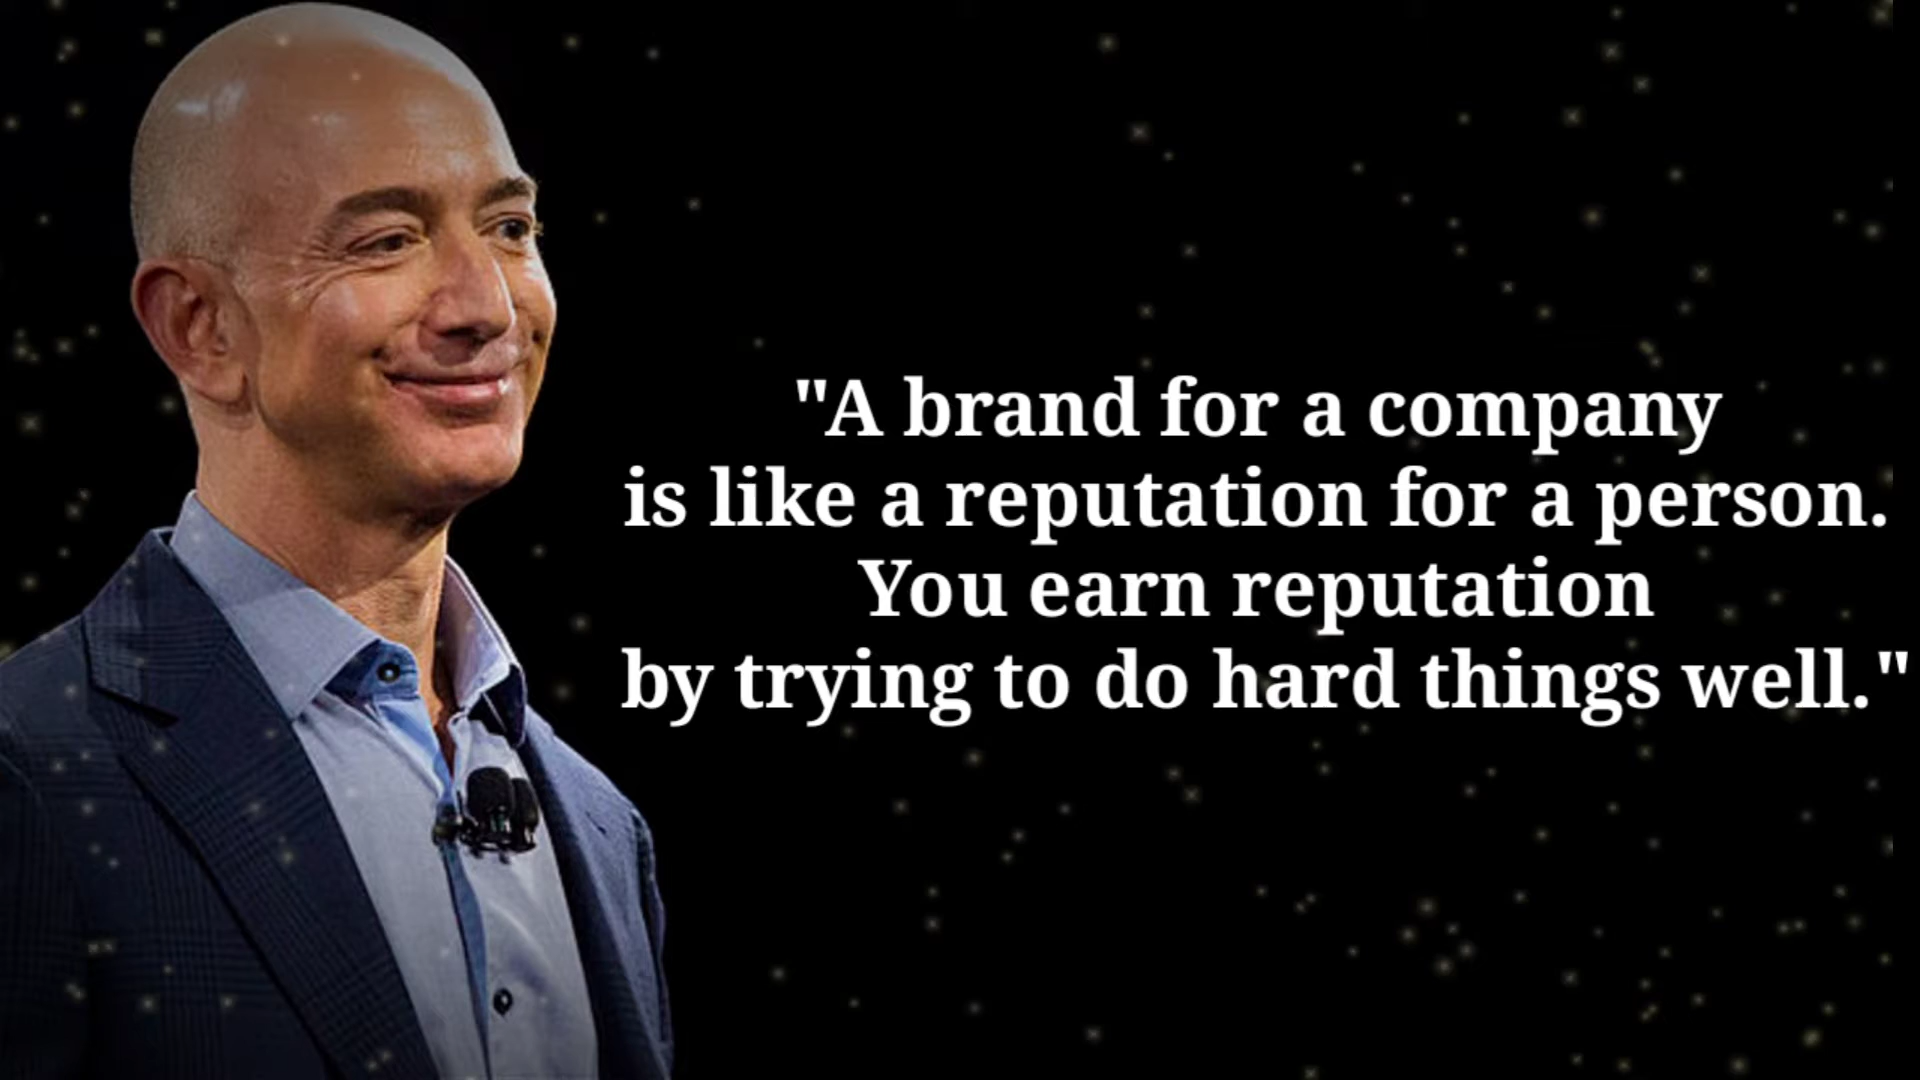 "A brand for a company
is like a reputation for a person.
You earn reputation
by trying to do hard things well."